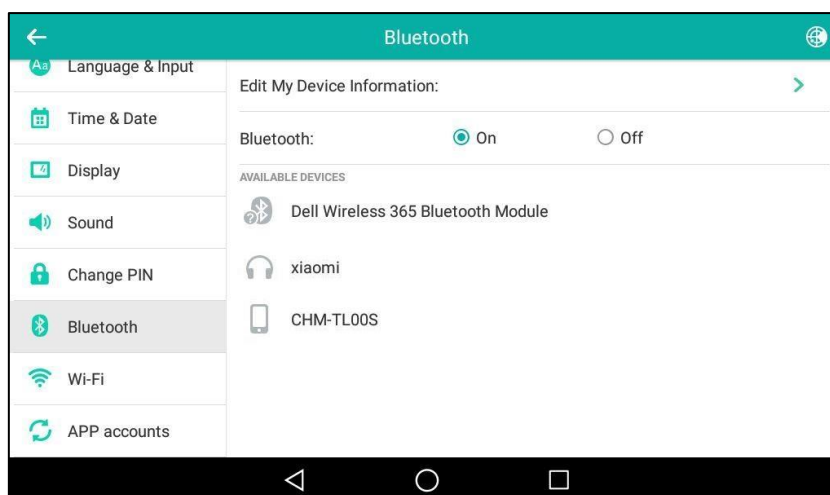 Bluetooth
Aa Language & Input
Time & Date
Display
Sound
Change PIN
Bluetooth
Wi-Fi
APP accounts
Edit My Device Information:
Bluetooth: On Off
AVAILABLE DEVICES
Dell Wireless 365 Bluetooth Module
xiaomi
CHM-TL00S